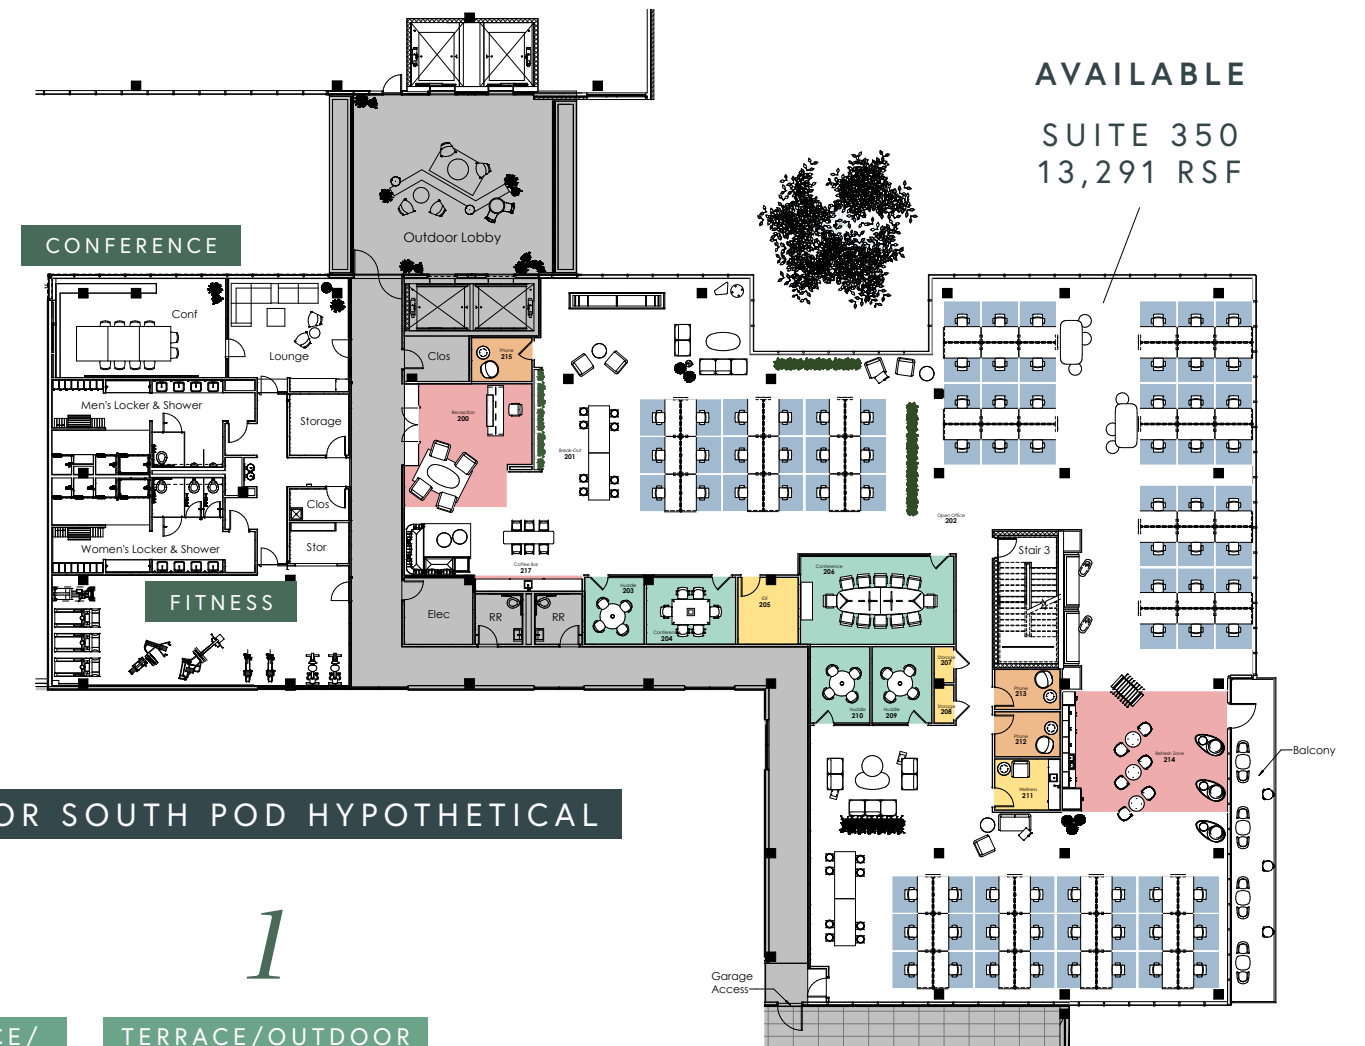 AVAILABLE
SUITE 350
13,291 RSF
Outdoor Lobby
CONFERENCE
Conf
Lounge
Men's Locker & Shower
Storage
Clos
Women's Locker & Shower
Stor
FITNESS
Clos
Phone
215
Reception
200
Break-Out
201
Open Office
202
Coffee Bar
217
Elec
RR
RR
Huddle
203
Conference
204
IDF
205
Conference
206
Stair 3
Storage
207
Storage
208
Huddle
210
Huddle
209
Phone
213
Phone
212
Wellness
211
Refresh Zone
214
Balcony
OR SOUTH POD HYPOTHETICAL
1
Garage
Access
CE/
TERRACE/OUTDOOR